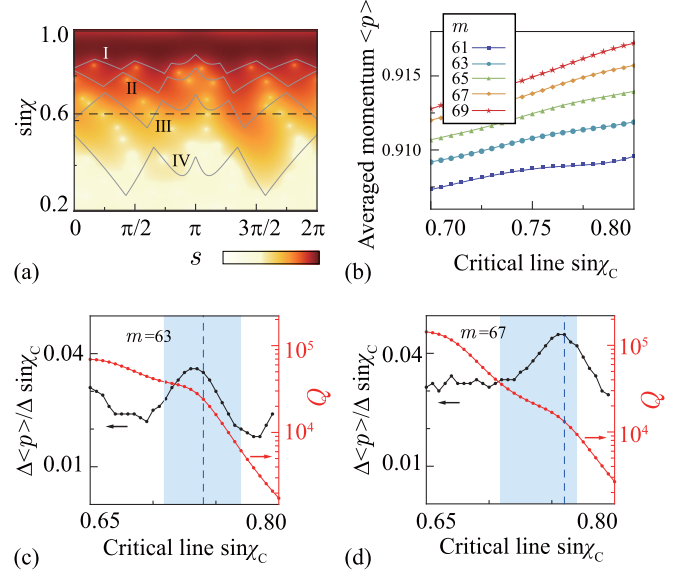 1.0
0.6
0.2
sinχ
I
II
III
IV
0 π/2 π 3π/2 2π
s
(a)
Averaged momentum <p>
0.915
0.910
m
61
63
65
67
69
0.70 0.75 0.80
Critical line sinχC
(b)
Δ<p>/Δ sinχC
0.04
0.01
m=63
10⁵
10⁴
Q
0.65 0.80
Critical line sinχC
(c)
Δ<p>/Δ sinχC
0.04
0.01
m=67
10⁵
10⁴
Q
0.65 0.80
Critical line sinχC
(d)